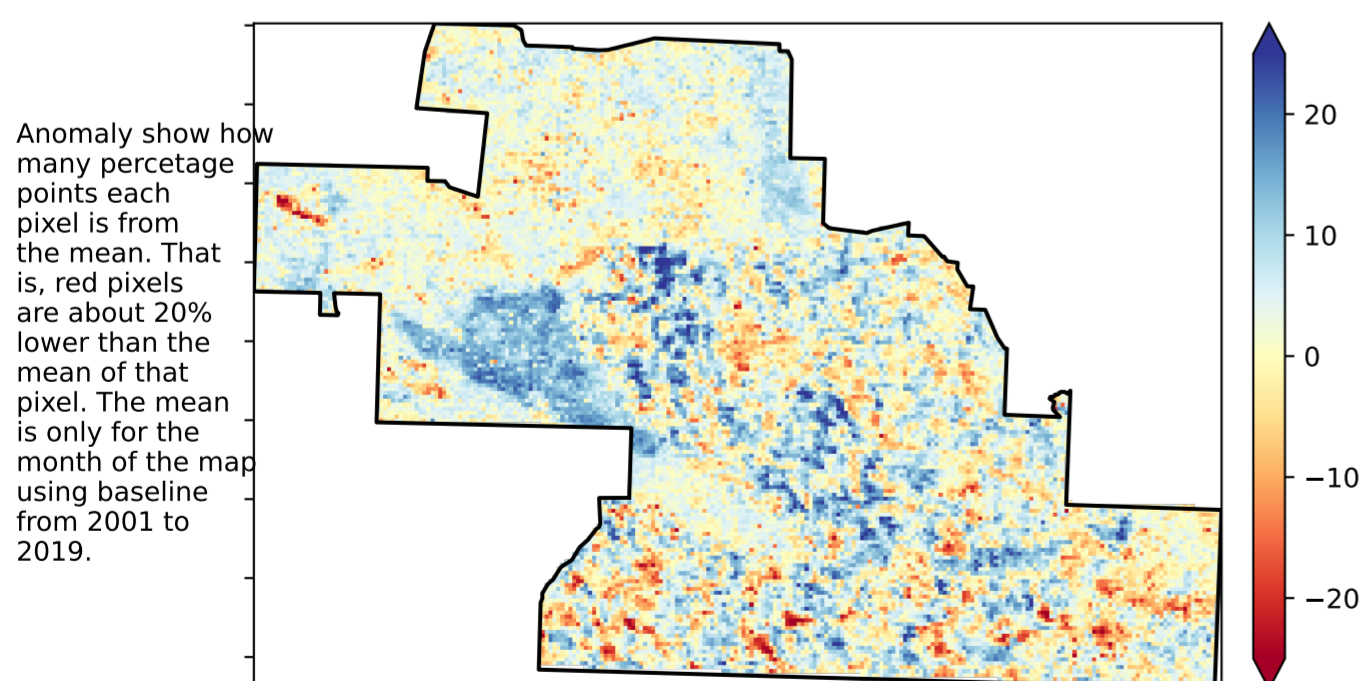 Anomaly show how
many percetage
points each
pixel is from
the mean. That
is, red pixels
are about 20%
lower than the
mean of that
pixel. The mean
is only for the
month of the map
using baseline
from 2001 to
2019.
20
10
0
−10
−20